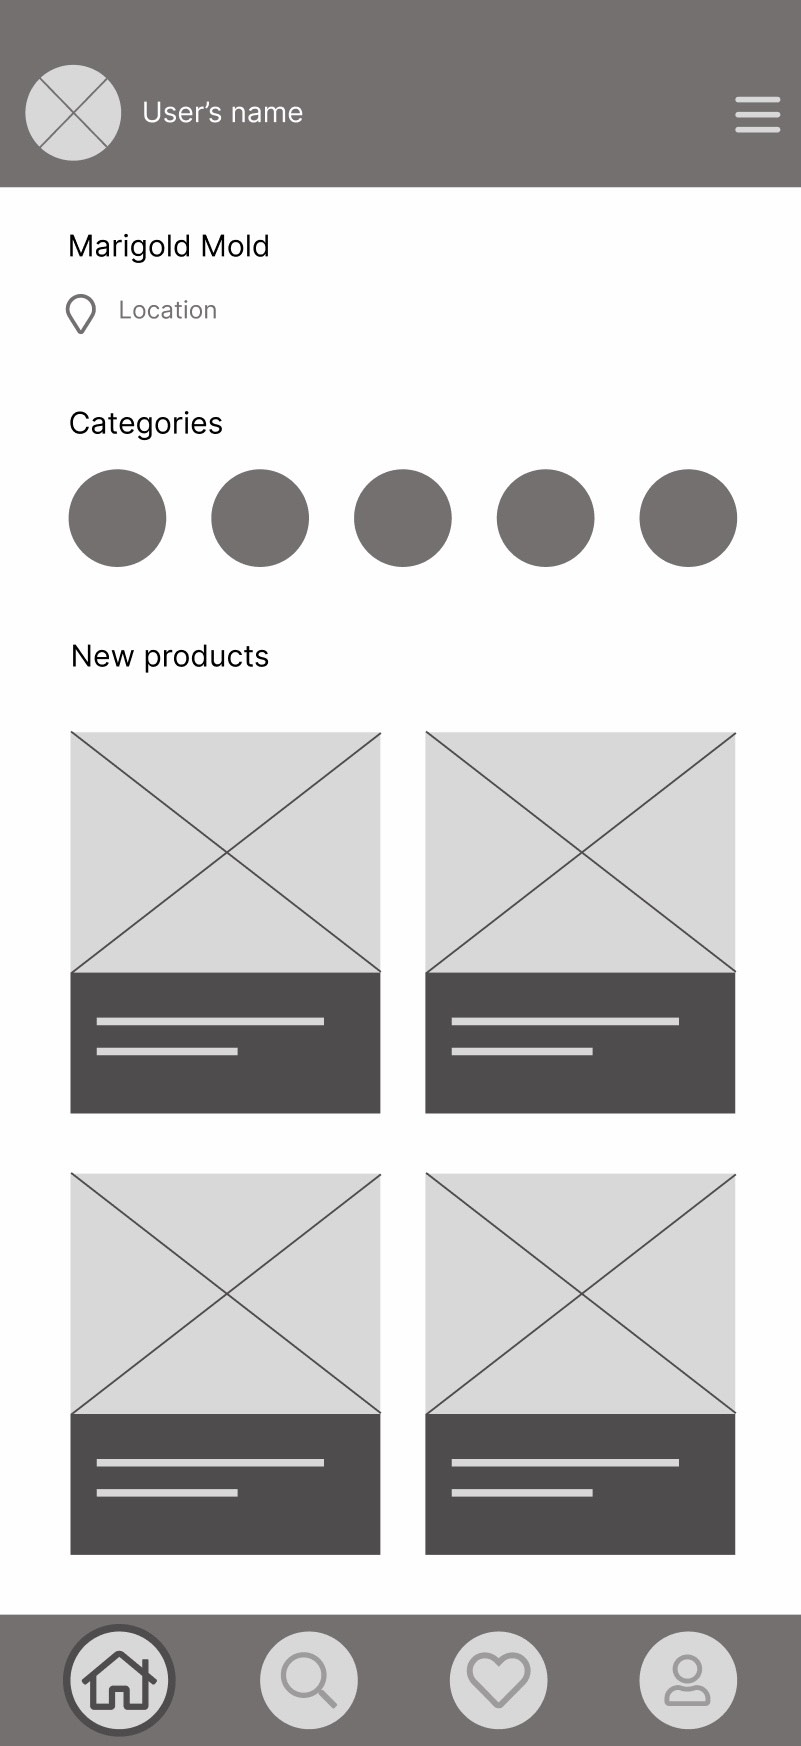 User’s name
Marigold Mold
Location
Categories
New products